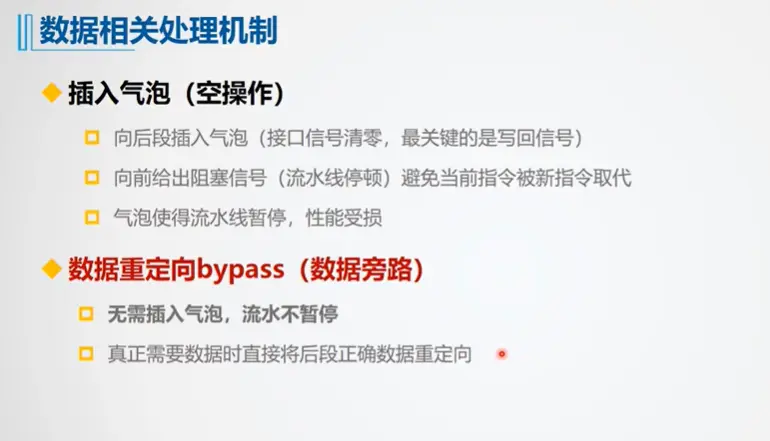 数据相关处理机制
插入气泡（空操作）
向后段插入气泡（接口信号清零，最关键的是写回信号）
向前给出阻塞信号（流水线停顿）避免当前指令被新指令取代
气泡使得流水线暂停，性能受损
数据重定向bypass（数据旁路）
无需插入气泡，流水不暂停
真正需要数据时直接将后段正确数据重定向